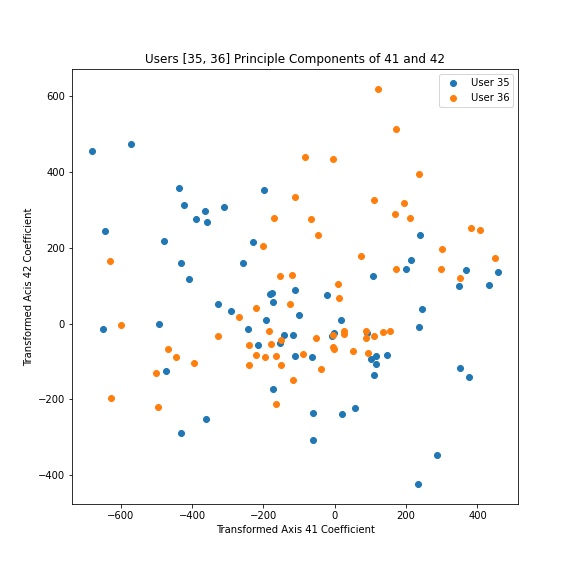 Users [35, 36] Principle Components of 41 and 42
User 35
User 36
600
400
200
0
−200
−400
Transformed Acis 42 Coefficient
−600
−400
−200
0
200
400
Transformed Axis 41 Coefficient